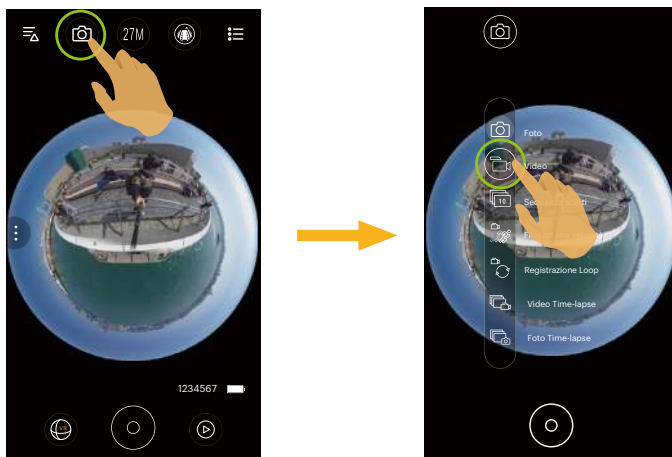 27M
1234567
Foto
Video
Registrazione Loop
Video Time-lapse
Foto Time-lapse